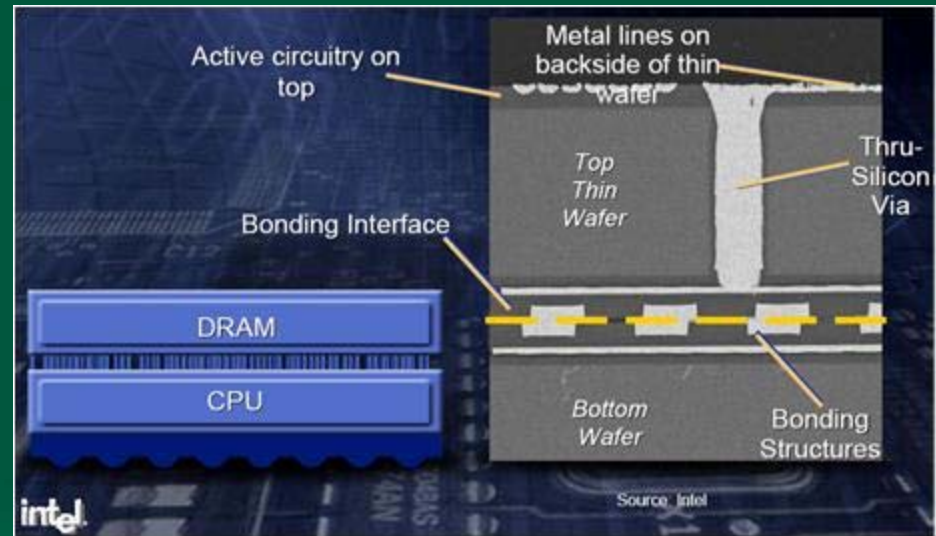 Active circuitry on
top
Metal lines on
backside of thin
wafer
Top
Thin
Wafer
Thru-
Silicon
Via
Bonding Interface
DRAM
CPU
Bottom
Wafer
Bonding
Structures
Source: Intel
intel.